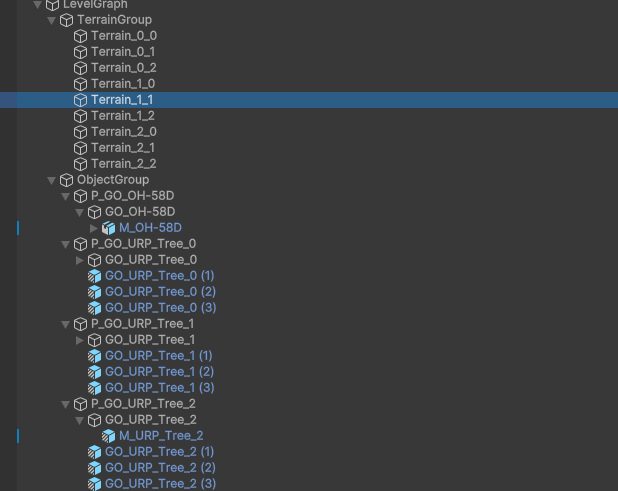 LevelGraph
TerrainGroup
Terrain_0_0
Terrain_0_1
Terrain_0_2
Terrain_1_0
Terrain_1_1
Terrain_1_2
Terrain_2_0
Terrain_2_1
Terrain_2_2
ObjectGroup
P_GO_OH-58D
GO_OH-58D
M_OH-58D
P_GO_URP_Tree_0
GO_URP_Tree_0
GO_URP_Tree_0 (1)
GO_URP_Tree_0 (2)
GO_URP_Tree_0 (3)
P_GO_URP_Tree_1
GO_URP_Tree_1
GO_URP_Tree_1 (1)
GO_URP_Tree_1 (2)
GO_URP_Tree_1 (3)
P_GO_URP_Tree_2
GO_URP_Tree_2
M_URP_Tree_2
GO_URP_Tree_2 (1)
GO_URP_Tree_2 (2)
GO_URP_Tree_2 (3)